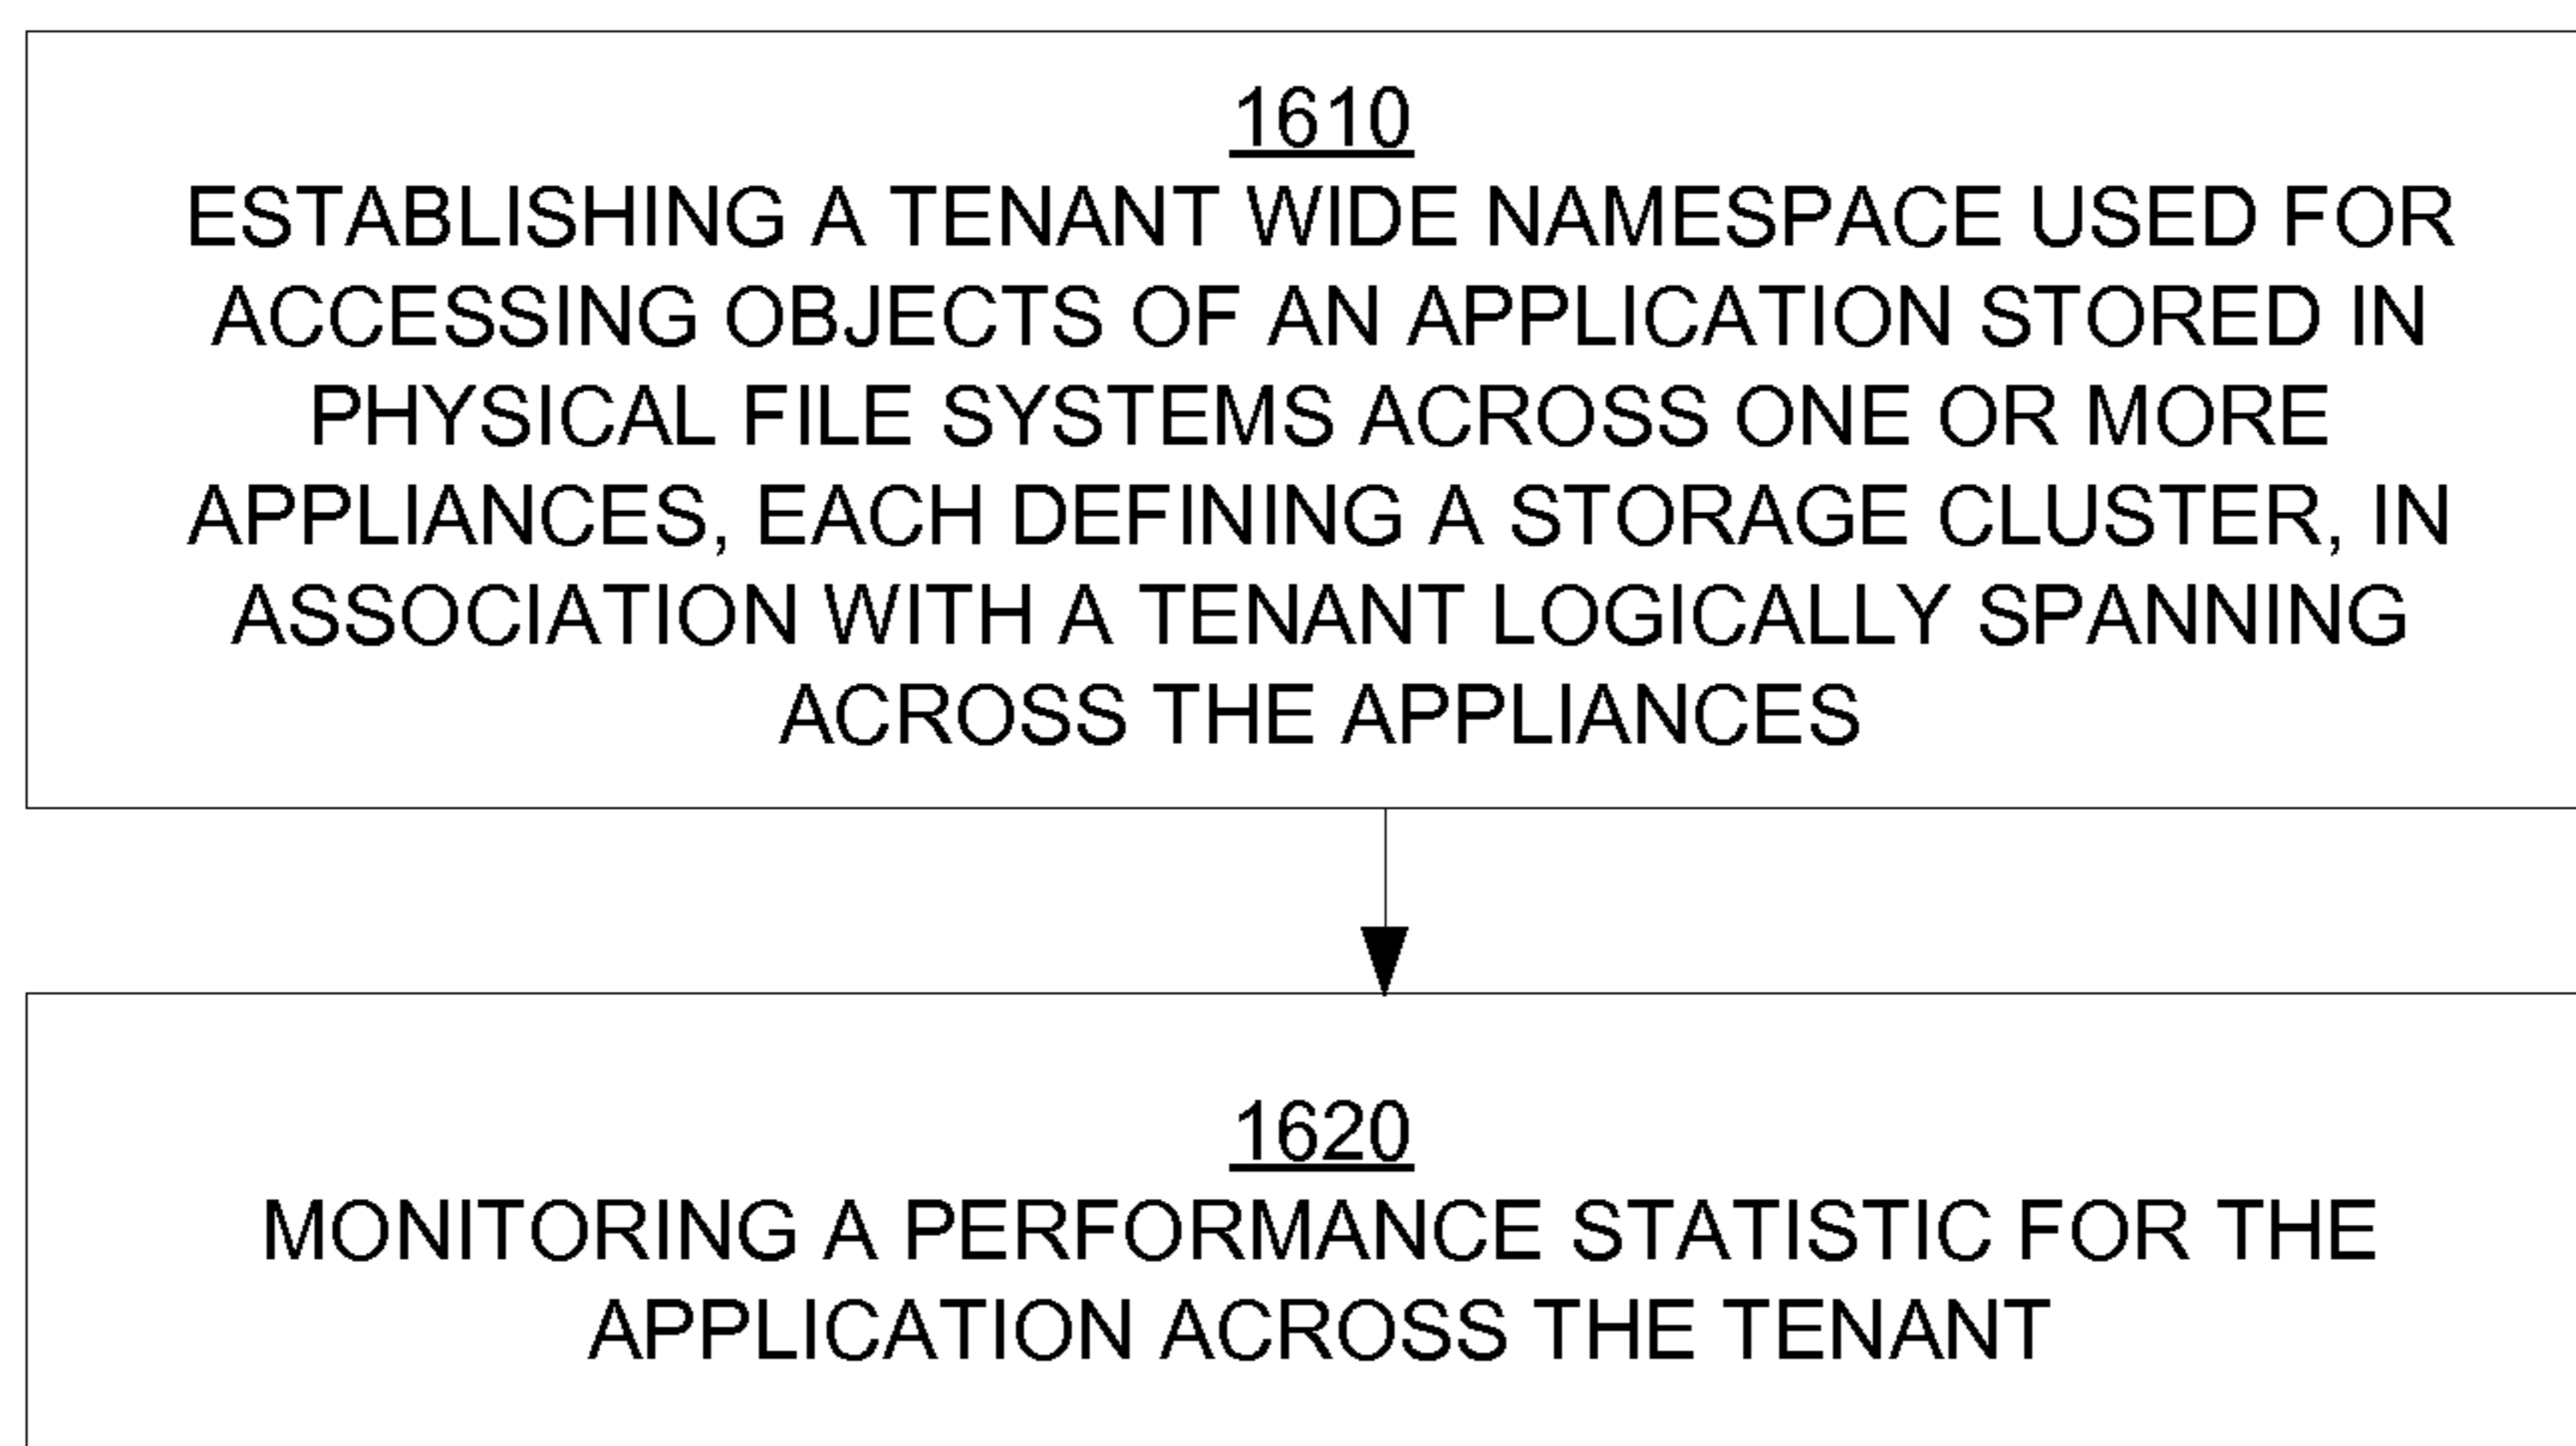 1610
ESTABLISHING A TENANT WIDE NAMESPACE USED FOR
ACCESSING OBJECTS OF AN APPLICATION STORED IN
PHYSICAL FILE SYSTEMS ACROSS ONE OR MORE
APPLIANCES, EACH DEFINING A STORAGE CLUSTER, IN
ASSOCIATION WITH A TENANT LOGICALLY SPANNING
ACROSS THE APPLIANCES
1620
MONITORING A PERFORMANCE STATISTIC FOR THE
APPLICATION ACROSS THE TENANT